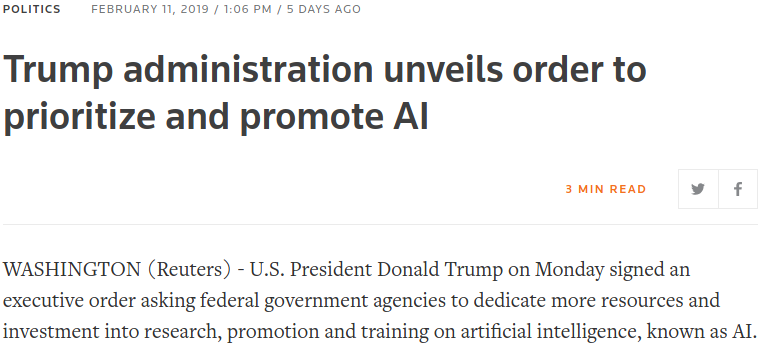 POLITICS FEBRUARY 11, 2019 / 1:06 PM / 5 DAYS AGO
Trump administration unveils order to
prioritize and promote AI
3 MIN READ
WASHINGTON (Reuters) - U.S. President Donald Trump on Monday signed an
executive order asking federal government agencies to dedicate more resources and
investment into research, promotion and training on artificial intelligence, known as AI.